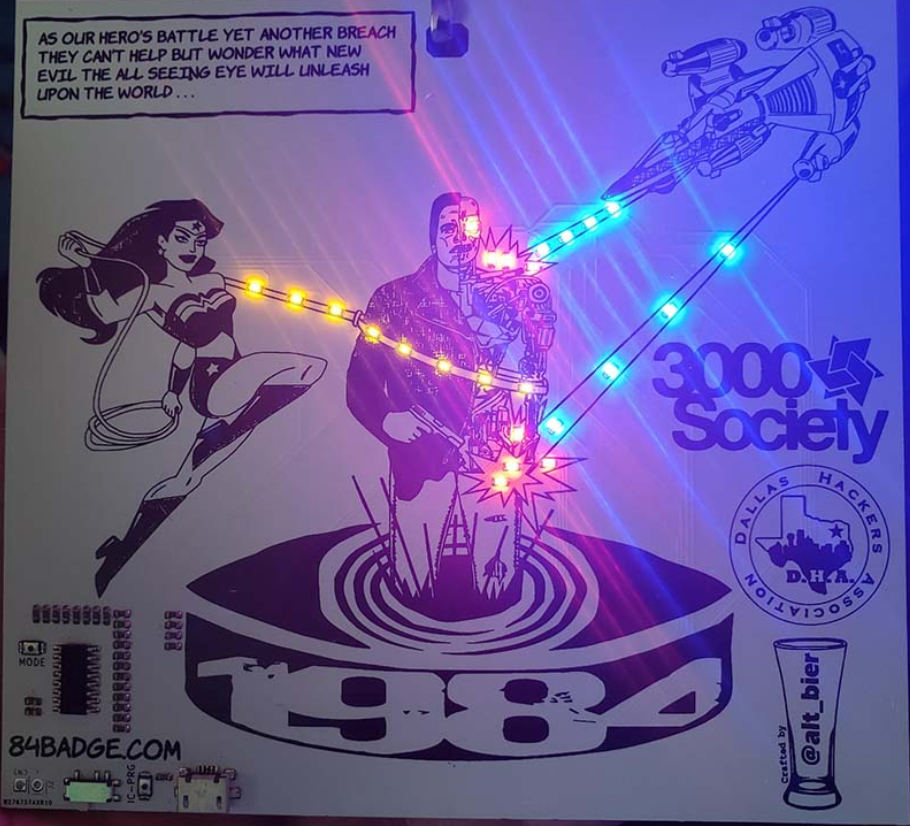 AS OUR HERO'S BATTLE YET ANOTHER BREACH
THEY CAN'T HELP BUT WONDER WHAT NEW
EVIL THE ALL SEEING EYE WILL UNLEASH
UPON THE WORLD ...
3000
Society
DALLAS HACKERS ASSOCIATION
D.H.A.
1984
MODE
84BADGE.COM
IC-PRG
Crafted by
@alt_bier